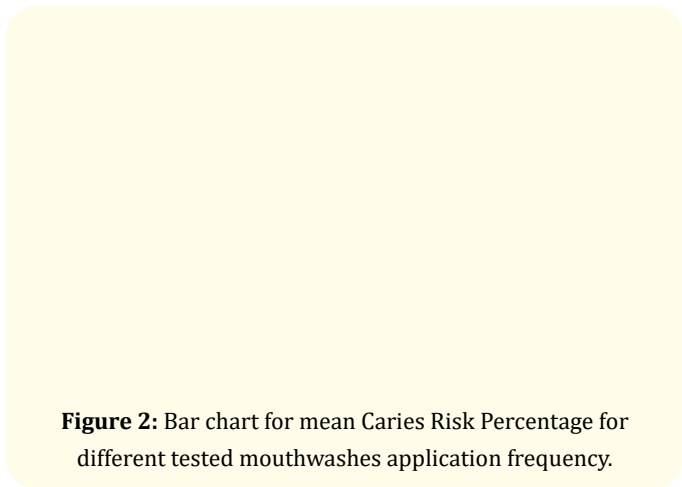 Figure 2: Bar chart for mean Caries Risk Percentage for
different tested mouthwashes application frequency.